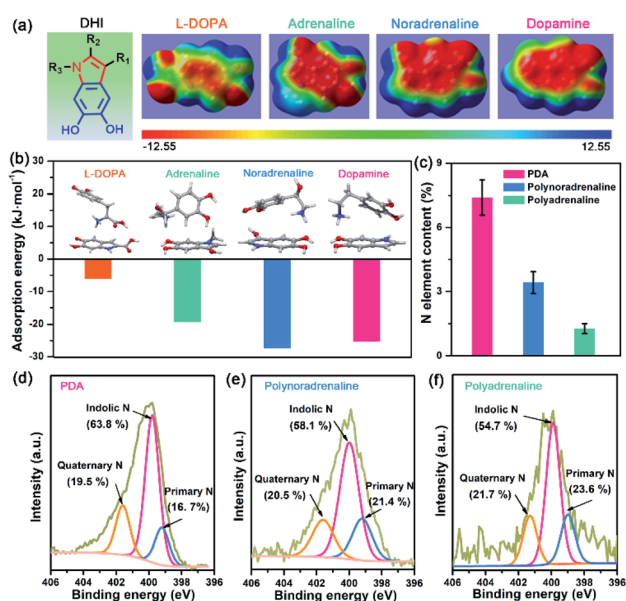 (a)
DHI
L-DOPA
Adrenaline
Noradrenaline
Dopamine
R₂
R₃
R₁
N
HO
OH
-12.55
12.55
(b)
Adsorption energy (kJ·mol⁻¹)
30
20
10
0
-10
-20
-30
L-DOPA
Adrenaline
Noradrenaline
Dopamine
(c)
N element content (%)
9
6
3
0
PDA
Polynoradrenaline
Polyadrenaline
(d)
PDA
Indolic N
(63.8 %)
Quaternary N
(19.5 %)
Primary N
(16. 7%)
Intensity (a.u.)
406 404 402 400 398 396
Binding energy (eV)
(e)
Polynoradrenaline
Indolic N
(58.1 %)
Quaternary N
(20.5 %)
Primary N
(21.4 %)
Intensity (a.u.)
406 404 402 400 398 396
Binding energy (eV)
(f)
Polyadrenaline
Indolic N
(54.7 %)
Quaternary N
(21.7 %)
Primary N
(23.6 %)
Intensity (a.u.)
406 404 402 400 398 396
Binding energy (eV)